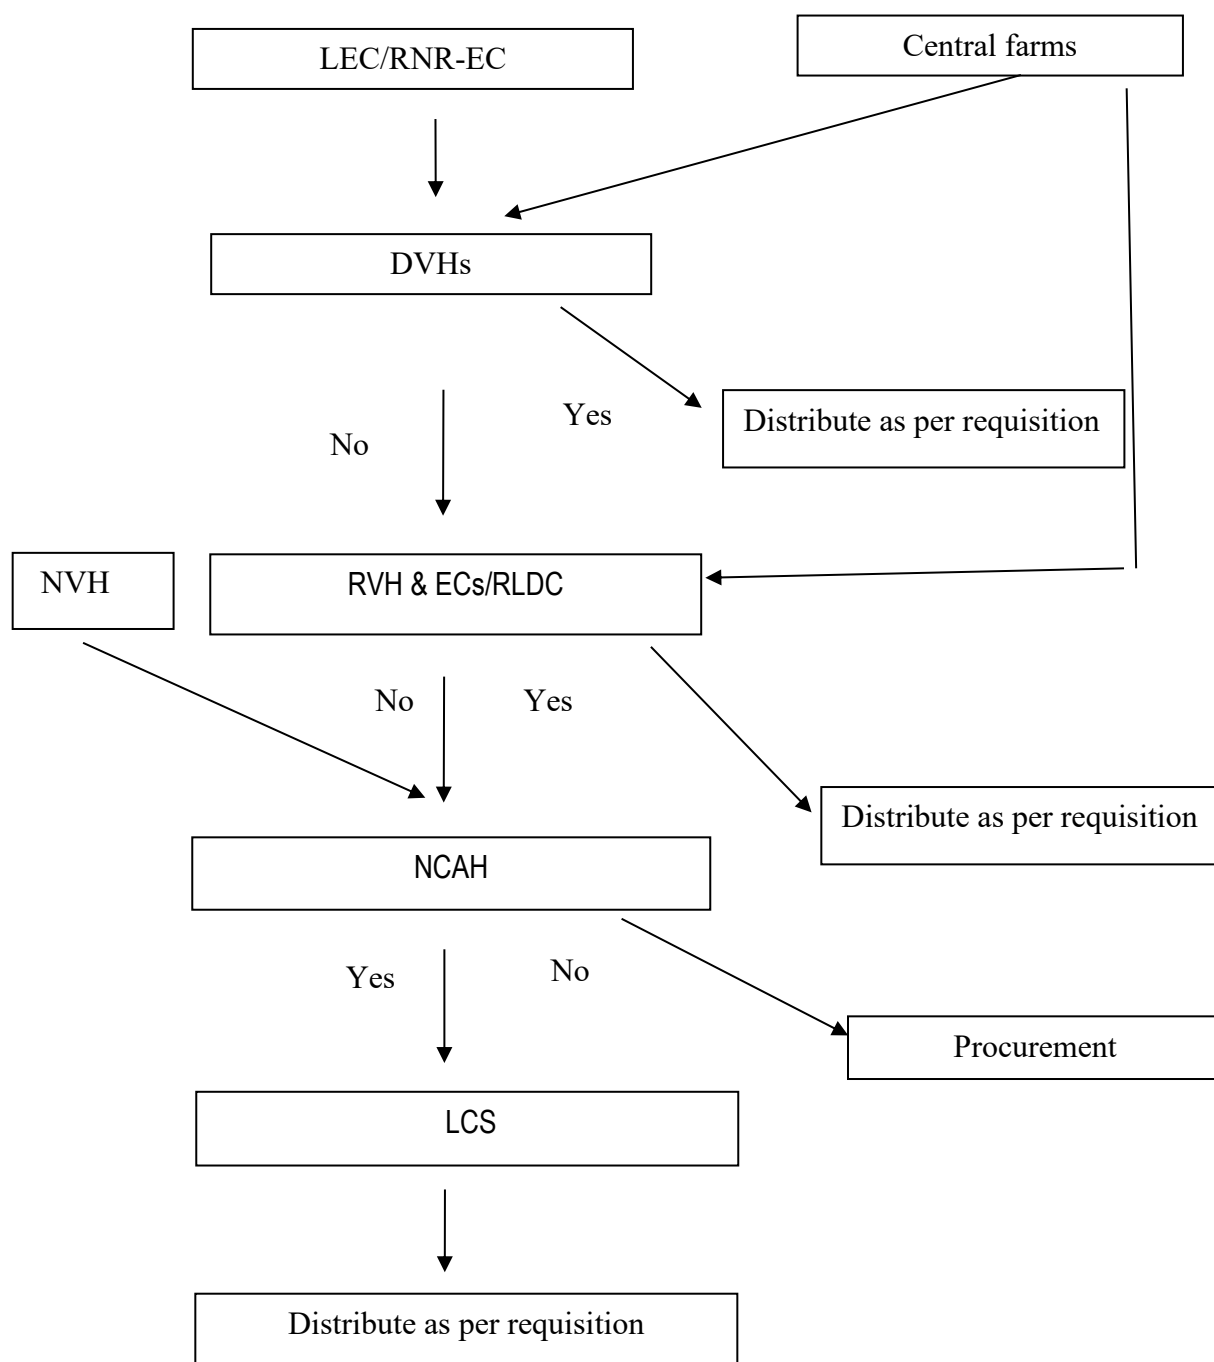 LEC/RNR-EC
Central farms
DVHs
Yes
Distribute as per requisition
No
NVH
RVH & ECs/RLDC
No
Yes
Distribute as per requisition
NCAH
Yes
No
Procurement
LCS
Distribute as per requisition